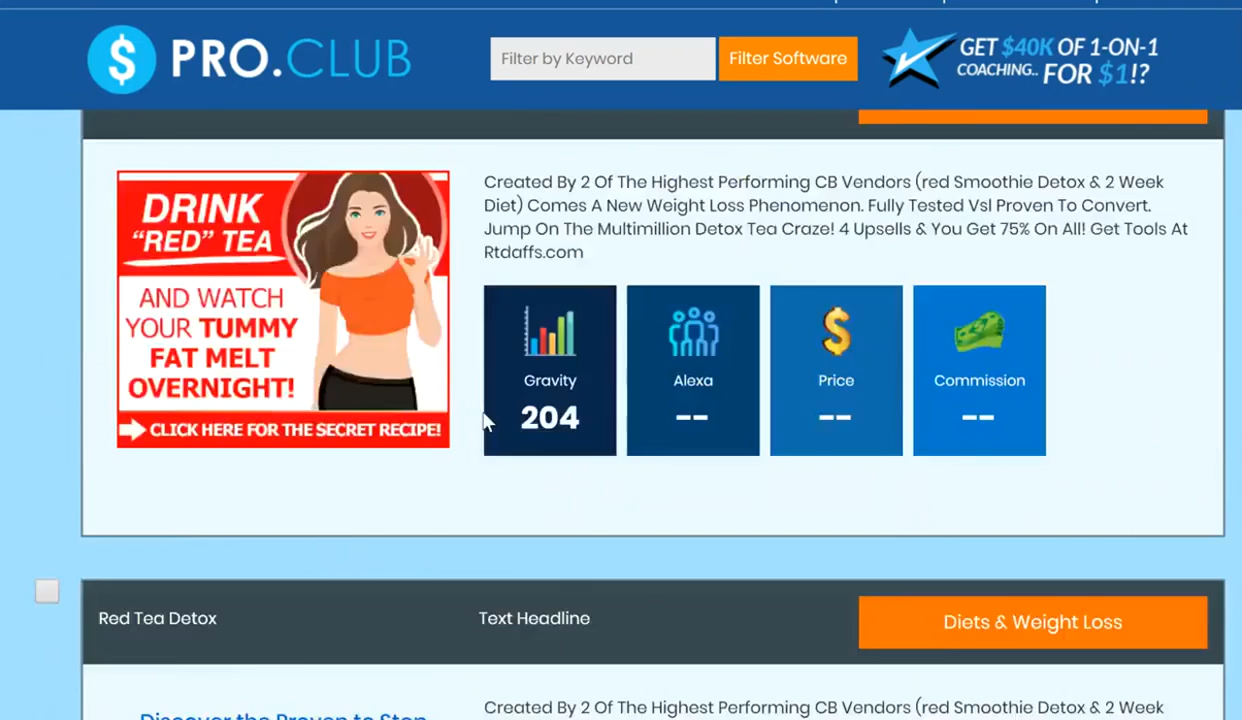 $ PRO.CLUB
Filter by Keyword
Filter Software
GET $40K OF 1-ON-1
COACHING.. FOR $1!?
DRINK
"RED" TEA
AND WATCH
YOUR TUMMY
FAT MELT
OVERNIGHT!
CLICK HERE FOR THE SECRET RECIPE!
Created By 2 Of The Highest Performing CB Vendors (red Smoothie Detox & 2 Week
Diet) Comes A New Weight Loss Phenomenon. Fully Tested Vsl Proven To Convert.
Jump On The Multimillion Detox Tea Craze! 4 Upsells & You Get 75% On All! Get Tools At
Rtdaffs.com
Gravity
204
Alexa
--
Price
--
Commission
--
Red Tea Detox
Text Headline
Diets & Weight Loss
Discover the Proven to Stop
Created By 2 Of The Highest Performing CB Vendors (red Smoothie Detox & 2 Week